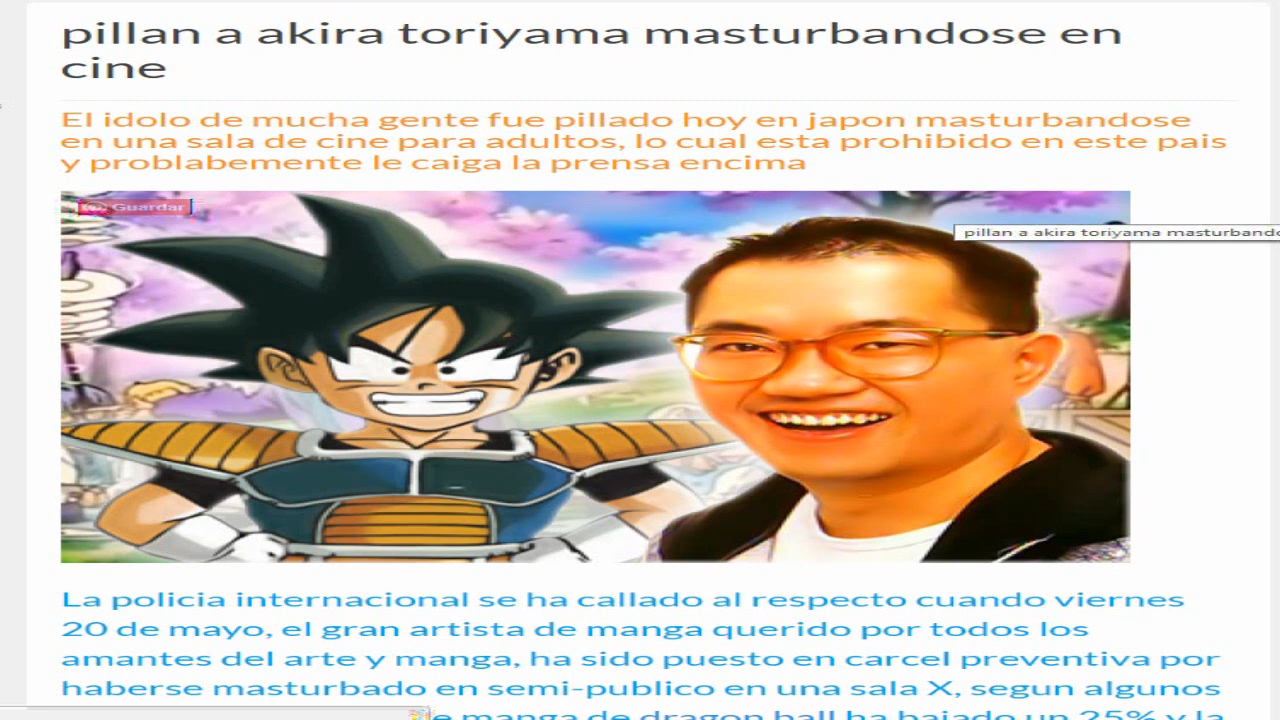 pillan a akira toriyama masturbandose en
cine
El idolo de mucha gente fue pillado hoy en japon masturbandose
en una sala de cine para adultos, lo cual esta prohibido en este pais
y problabemente le caiga la prensa encima
Guardar
pillan a akira toriyama masturbando
La policia internacional se ha callado al respecto cuando viernes
20 de mayo, el gran artista de manga querido por todos los
amantes del arte y manga, ha sido puesto en carcel preventiva por
haberse masturbado en semi-publico en una sala X, segun algunos
e manga de dragon ball ha bajado un 25% y la